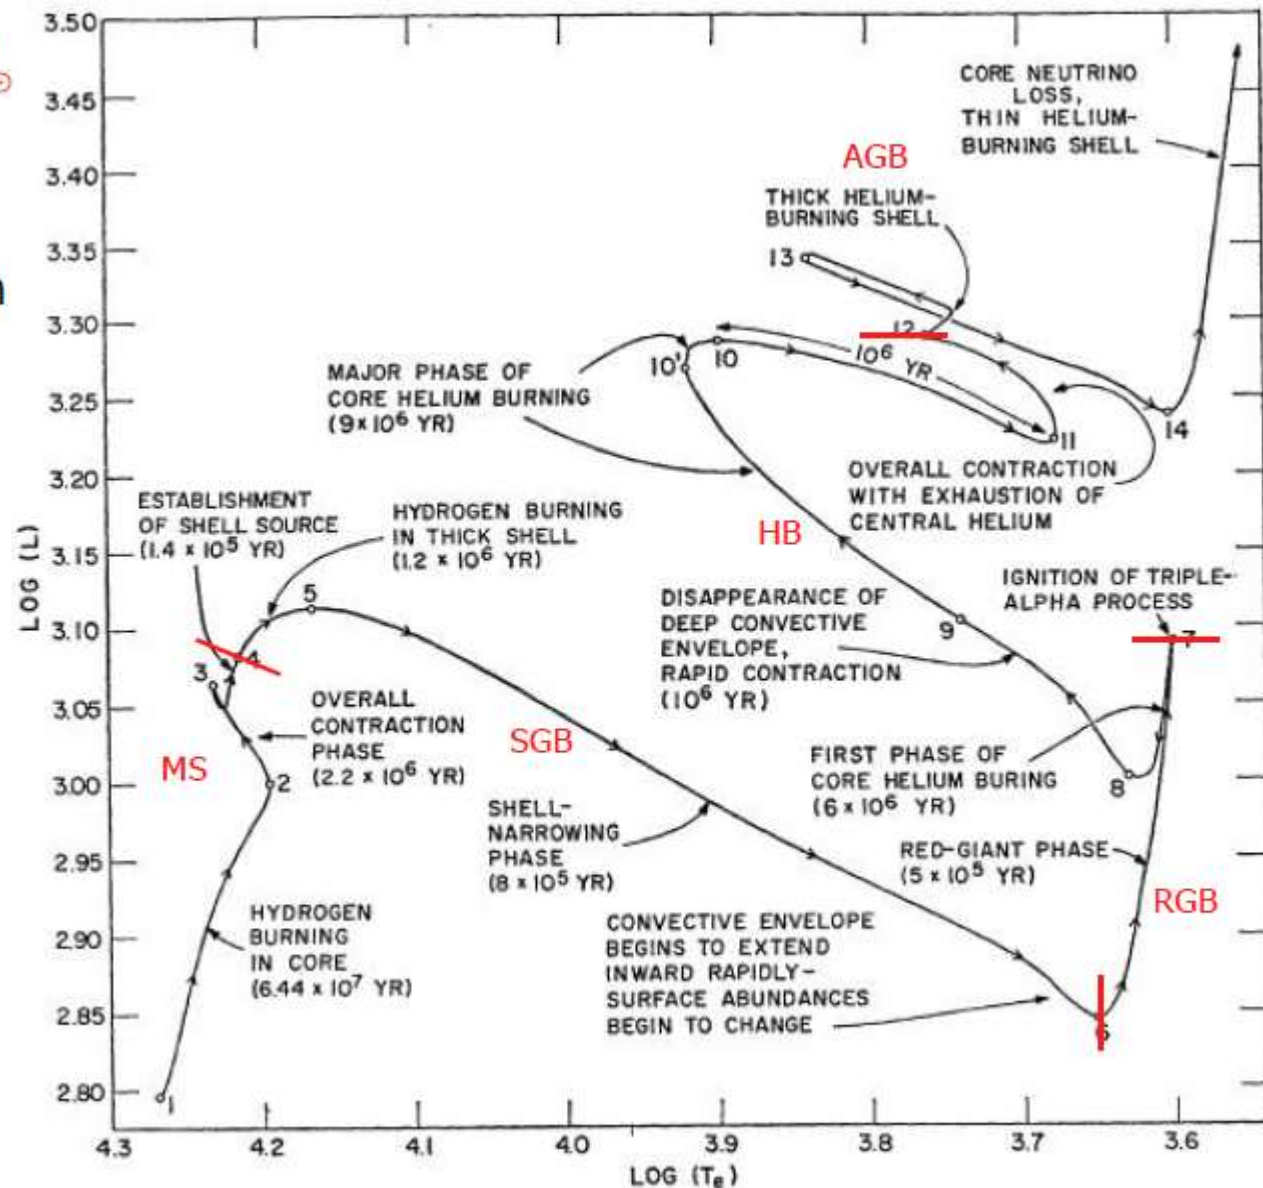 3.50
3.45
3.40
3.35
3.30
3.25
3.20
3.15
3.10
3.05
3.00
2.95
2.90
2.85
2.80
LOG (L)
4.3
4.2
4.1
4.0
3.9
3.8
3.7
3.6
LOG (Te)
CORE NEUTRINO
LOSS,
THIN HELIUM-
BURNING SHELL
AGB
THICK HELIUM-
BURNING SHELL
13
12
10
10'
10⁶ YR
11
14
MAJOR PHASE OF
CORE HELIUM BURNING
(9 x 10⁶ YR)
OVERALL CONTRACTION
WITH EXHAUSTION OF
CENTRAL HELIUM
ESTABLISHMENT
OF SHELL SOURCE
(1.4 x 10⁵ YR)
HYDROGEN BURNING
IN THICK SHELL
(1.2 x 10⁶ YR)
HB
IGNITION OF TRIPLE-
ALPHA PROCESS
7
5
4
3
DISAPPEARANCE OF
DEEP CONVECTIVE
ENVELOPE,
RAPID CONTRACTION
(10⁶ YR)
9
OVERALL
CONTRACTION
PHASE
(2.2 x 10⁶ YR)
MS
2
SGB
FIRST PHASE OF
CORE HELIUM BURING
(6 x 10⁶ YR)
8
SHELL-
NARROWING
PHASE
(8 x 10⁵ YR)
RED-GIANT PHASE
(5 x 10⁵ YR)
RGB
HYDROGEN
BURNING
IN CORE
(6.44 x 10⁷ YR)
CONVECTIVE ENVELOPE
BEGINS TO EXTEND
INWARD RAPIDLY-
SURFACE ABUNDANCES
BEGIN TO CHANGE
6
1